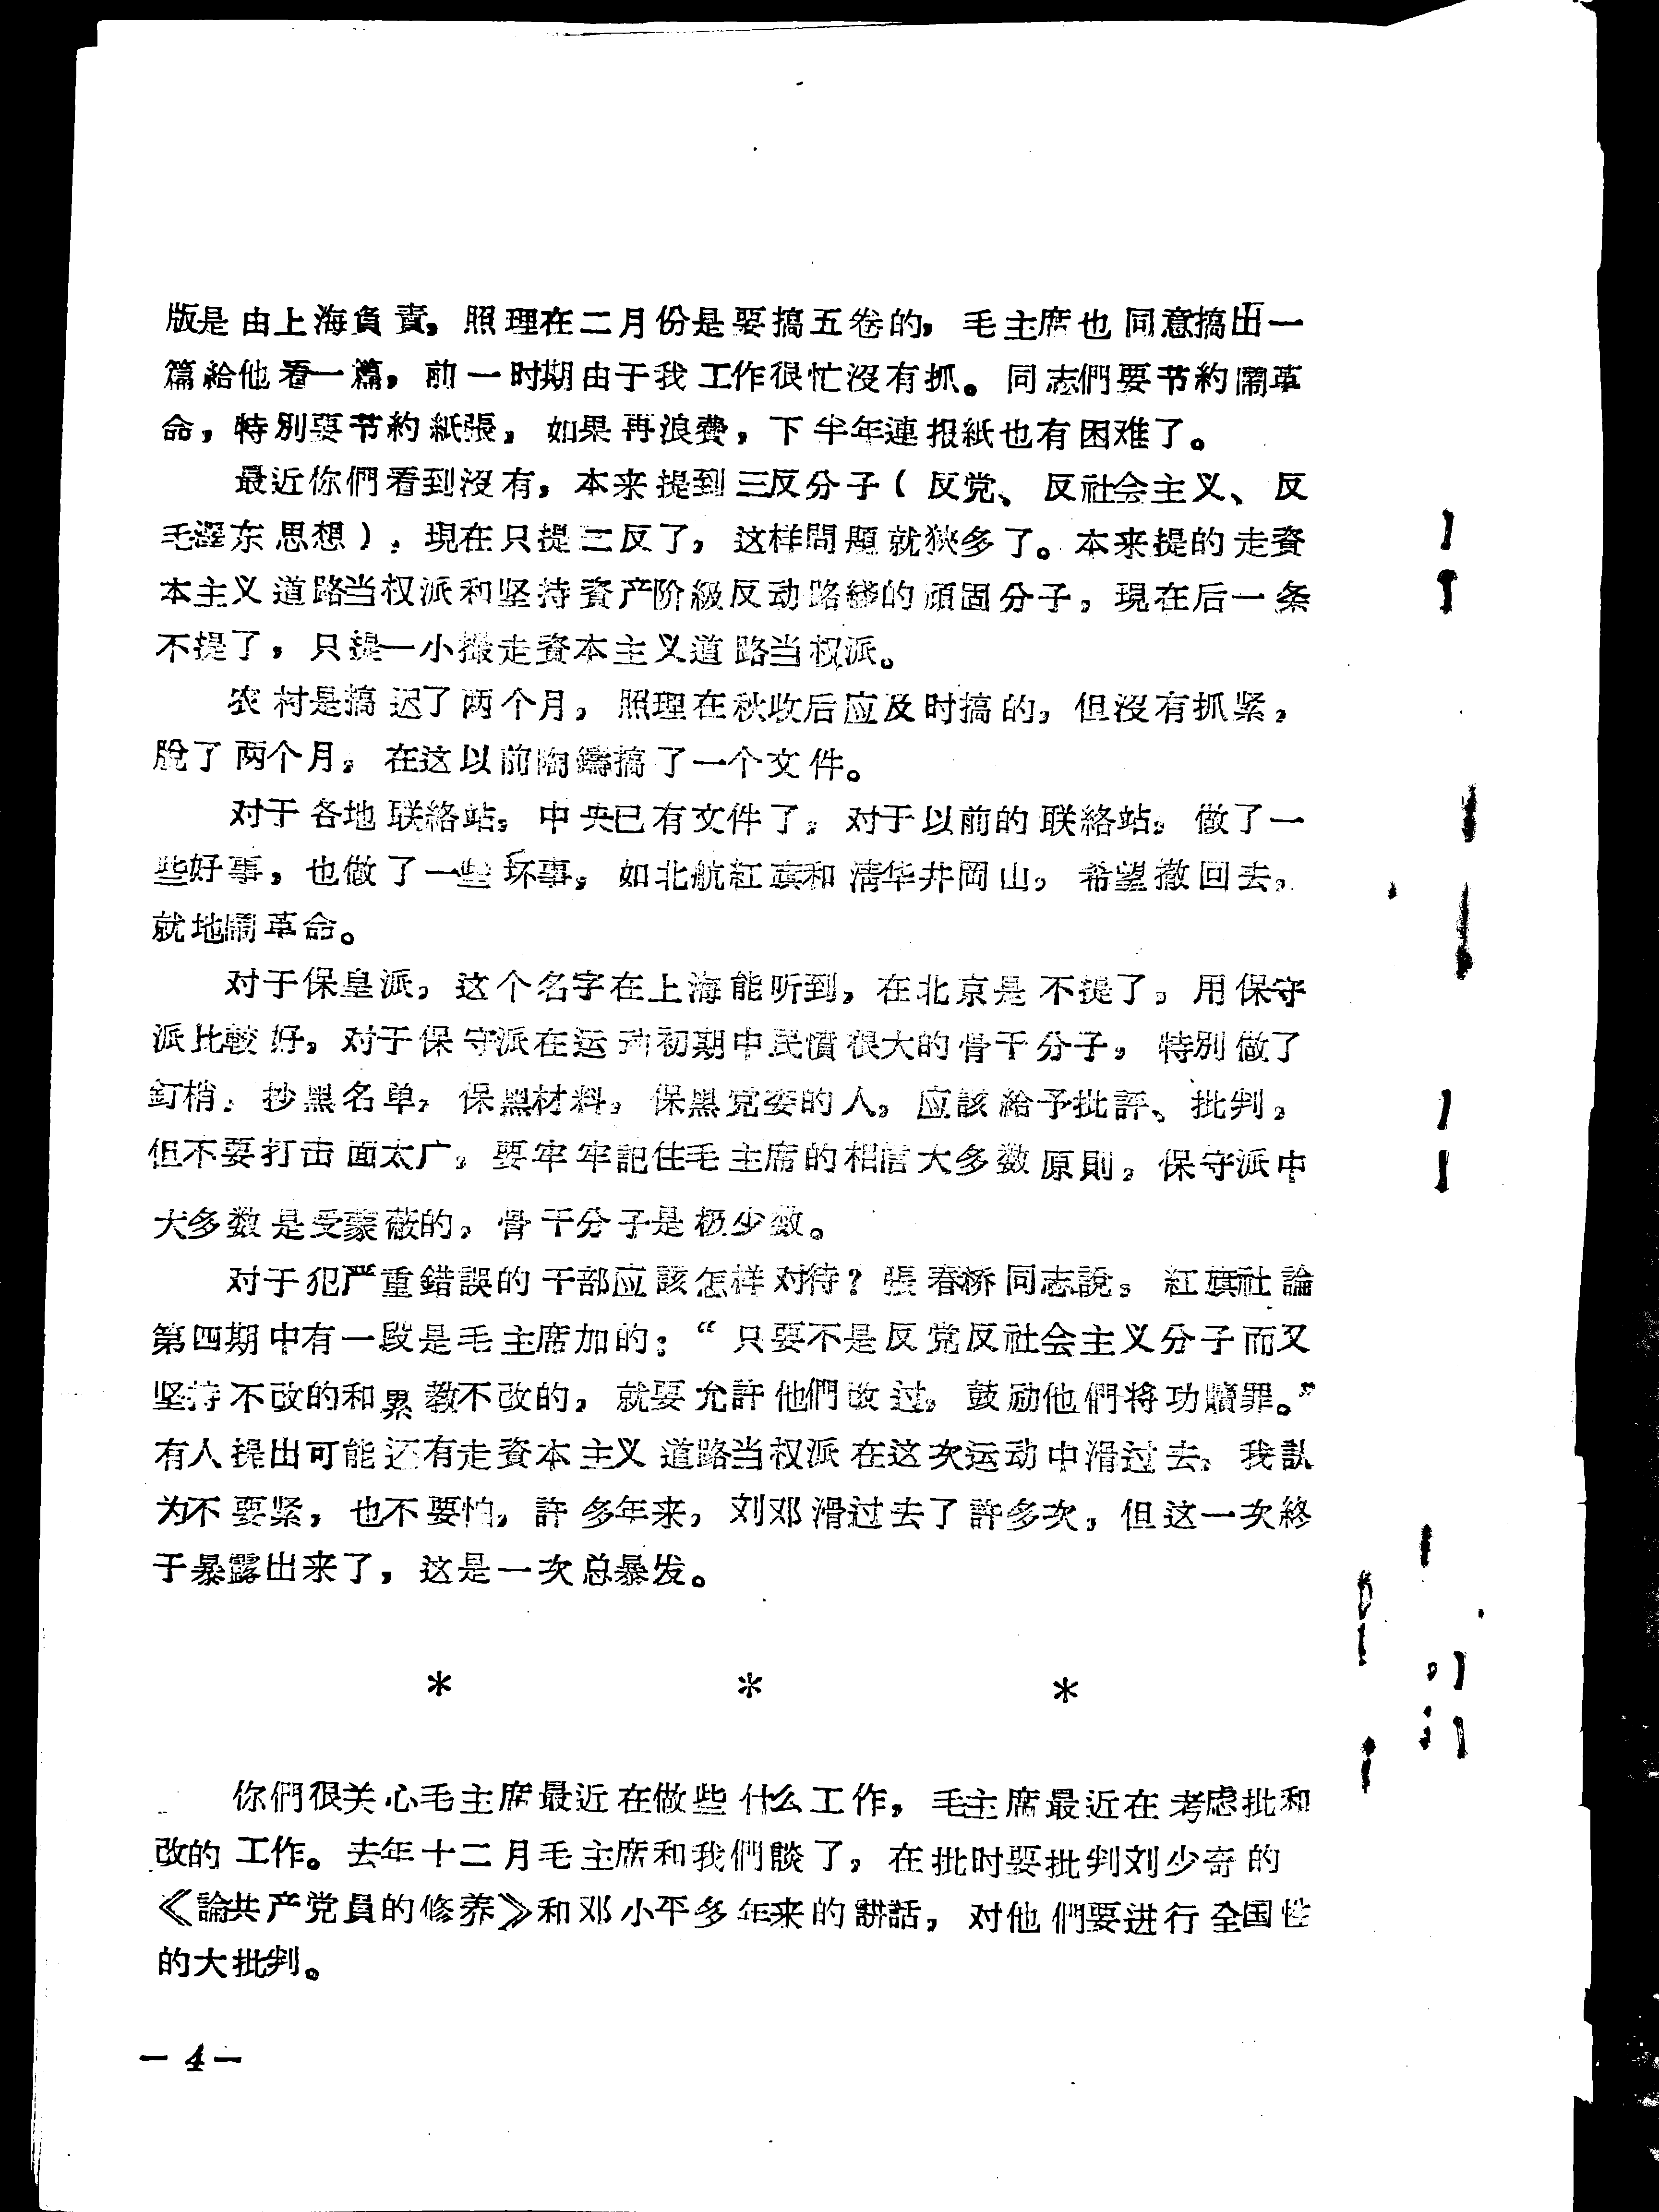 版是由上海負責，照理在二月份是要搞五卷的，毛主席也同意搞出一
篇給他看一篇，前一时期由于我工作很忙沒有抓。同志們要节約鬧革
命，特別要节約紙張，如果再浪费，下半年連报紙也有困难了。
最近你們看到沒有，本来提到三反分子（反党、反社会主义、反
毛澤东思想），現在只提二反了，这样問題就狹多了。本来提的走資
本主义道路当权派和坚持資产阶級反动路綫的頑固分子，現在后一条
不提了，只提一小撮走資本主义道路当权派。
农村是搞迟了两个月，照理在秋收后应及时搞的，但沒有抓紧，
脫了两个月，在这以前陶鑄搞了一个文件。
对于各地联絡站，中央已有文件了，对于以前的联絡站，做了一
些好事，也做了一些坏事，如北航紅旗和清华井岡山，希望撤回去，
就地鬧革命。
对于保皇派，这个名字在上海能听到，在北京是不提了，用保守
派比較好，对于保守派在运动初期中民憤很大的骨干分子，特別做了
釘梢、抄黑名单，保黑材料，保黑党委的人，应該給予批評、批判，
但不要打击面太广，要牢牢記住毛主席的相信大多数原則，保守派中
大多数是受蒙蔽的，骨干分子是极少数。
对于犯严重錯誤的干部应該怎样对待？張春桥同志說：紅旗社論
第四期中有一段是毛主席加的：“只要不是反党反社会主义分子而又
坚持不改的和累教不改的，就要允許他們改过，鼓励他們将功贖罪。”
有人提出可能还有走資本主义道路当权派在这次运动中滑过去，我訊
为不要紧，也不要怕，許多年来，刘邓滑过去了許多次，但这一次終
于暴露出来了，这是一次总暴发。
＊　＊　＊
你們很关心毛主席最近在做些什么工作，毛主席最近在考虑批和
改的工作。去年十二月毛主席和我們談了，在批时要批判刘少奇的
《論共产党員的修养》和邓小平多年来的講話，对他們要进行全国性
的大批判。
— 4 —